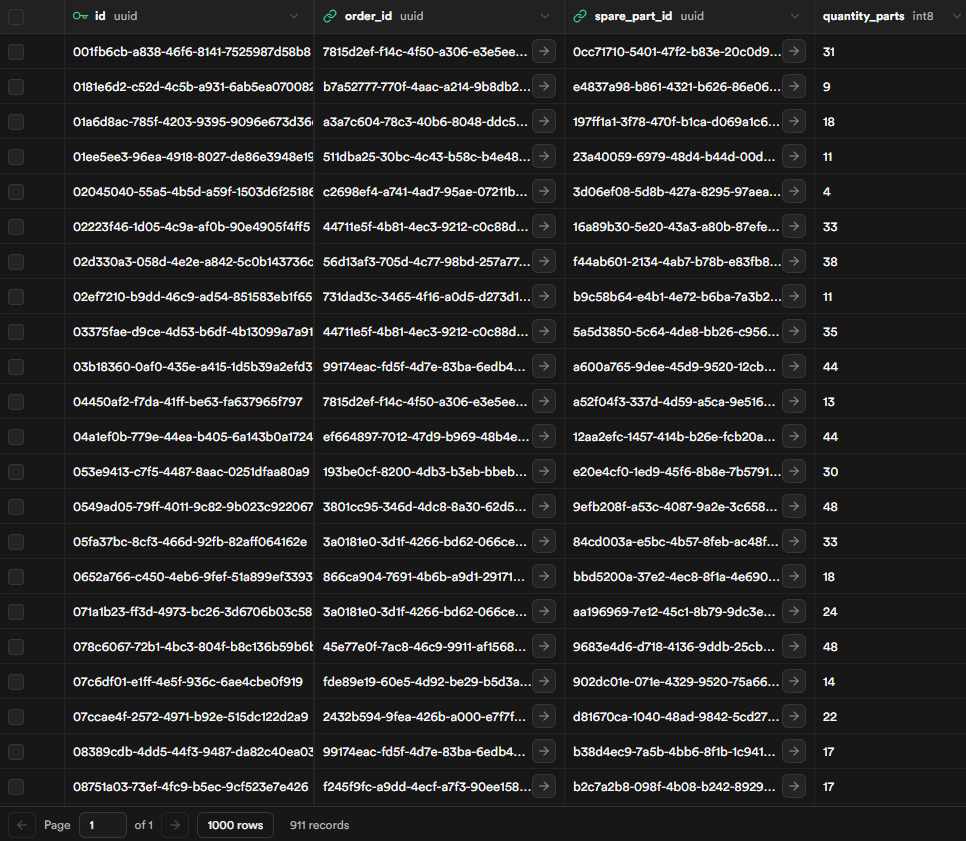 id uuid order_id uuid spare_part_id uuid quantity_parts int8
001fb6cb-a838-46f6-8141-7525987d58b8 7815d2ef-f14c-4f50-a306-e3e5ee... 0cc71710-5401-47f2-b83e-20c0d9... 31
0181e6d2-c52d-4c5b-a931-6ab5ea070082 b7a52777-770f-4aac-a214-9b8db2... e4837a98-b861-4321-b626-86e06... 9
01a6d8ac-785f-4203-9395-9096e673d36 a3a7c604-78c3-40b6-8048-ddc5... 197ff1a1-3f78-470f-b1ca-d069a1c6... 18
01ee5ee3-96ea-4918-8027-de86e3948e19 511dba25-30bc-4c43-b58c-b4e48... 23a40059-6979-48d4-b44d-00d... 11
02045040-55a5-4b5d-a59f-1503d6f25186 c2698ef4-a741-4ad7-95ae-07211b... 3d06ef08-5d8b-427a-8295-97aea... 4
02223f46-1d05-4c9a-af0b-90e4905f4ff5 44711e5f-4b81-4ec3-9212-c0c88d... 16a89b30-5e20-43a3-a80b-87efe... 33
02d330a3-058d-4e2e-a842-5c0b143736c 56d13af3-705d-4c77-98bd-257a77... f44ab601-2134-4ab7-b78b-e83fb8... 38
02ef7210-b9dd-46c9-ad54-851583eb1f65 731dad3c-3465-4f16-a0d5-d273d1... b9c58b64-e4b1-4e72-b6ba-7a3b2... 11
03375fae-d9ce-4d53-b6df-4b13099a7a91 44711e5f-4b81-4ec3-9212-c0c88d... 5a5d3850-5c64-4de8-bb26-c956... 35
03b18360-0af0-435e-a415-1d5b39a2efd3 99174eac-fd5f-4d7e-83ba-6edb4... a600a765-9dee-45d9-9520-12cb... 44
04450af2-f7da-41ff-be63-fa637965f797 7815d2ef-f14c-4f50-a306-e3e5ee... a52f04f3-337d-4d59-a5ca-9e516... 13
04a1ef0b-779e-44ea-b405-6a143b0a1724 ef664897-7012-47d9-b969-48b4e... 12aa2efc-1457-414b-b26e-fcb20a... 44
053e9413-c7f5-4487-8aac-0251dfaa80a9 193be0cf-8200-4db3-b3eb-bbeb... e20e4cf0-1ed9-45f6-8b8e-7b5791... 30
0549ad05-79ff-4011-9c82-9b023c922067 3801cc95-346d-4dc8-8a30-62d5... 9efb208f-a53c-4087-9a2e-3c658... 48
05fa37bc-8cf3-466d-92fb-82aff064162e 3a0181e0-3d1f-4266-bd62-066ce... 84cd003a-e5bc-4b57-8feb-ac48f... 33
0652a766-c450-4eb6-9fef-51a899ef3393 866ca904-7691-4b6b-a9d1-29171... bbd5200a-37e2-4ec8-8f1a-4e690... 18
071a1b23-ff3d-4973-bc26-3d6706b03c58 3a0181e0-3d1f-4266-bd62-066ce... aa196969-7e12-45c1-8b79-9dc3e... 24
078c6067-72b1-4bc3-804f-b8c136b59b6b 45e77e0f-7ac8-46c9-9911-af1568... 9683e4d6-d718-4136-9ddb-25cb... 48
07c6df01-e1ff-4e5f-936c-6ae4cbe0f919 fde89e19-60e5-4d92-be29-b5d3a... 902dc01e-071e-4329-9520-75a66... 14
07ccae4f-2572-4971-b92e-515dc122d2a9 2432b594-9fea-426b-a000-e7f7f... d81670ca-1040-48ad-9842-5cd27... 22
08389cdb-4dd5-44f3-9487-da82c40ea03 99174eac-fd5f-4d7e-83ba-6edb4... b38d4ec9-7a5b-4bb6-8f1b-1c941... 17
08751a03-73ef-4fc9-b5ec-9cf523e7e426 f245f9fc-a9dd-4ecf-a7f3-90ee158... b2c7a2b8-098f-4b08-b242-8929... 17
Page 1 of 1 1000 rows 911 records